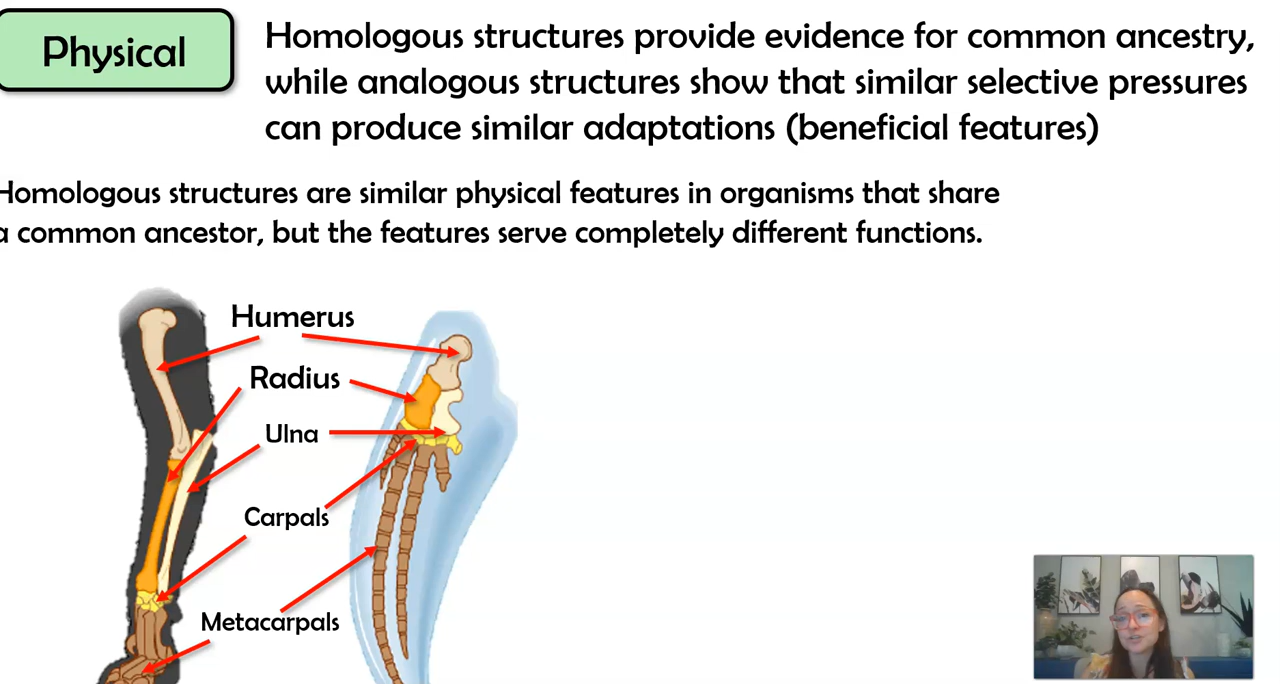 Physical
Homologous structures provide evidence for common ancestry,
while analogous structures show that similar selective pressures
can produce similar adaptations (beneficial features)
Homologous structures are similar physical features in organisms that share
a common ancestor, but the features serve completely different functions.
Humerus
Radius
Ulna
Carpals
Metacarpals